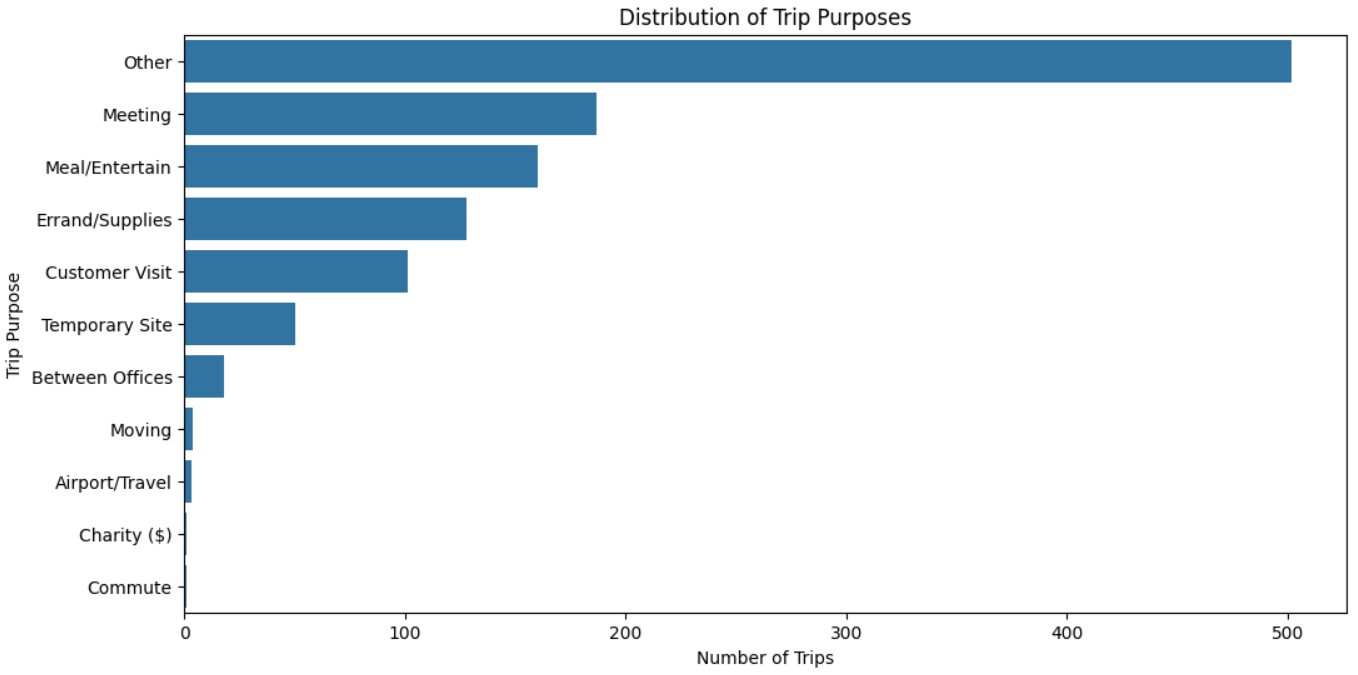 Distribution of Trip Purposes
Trip Purpose
Other
Meeting
Meal/Entertain
Errand/Supplies
Customer Visit
Temporary Site
Between Offices
Moving
Airport/Travel
Charity ($)
Commute
0 100 200 300 400 500
Number of Trips